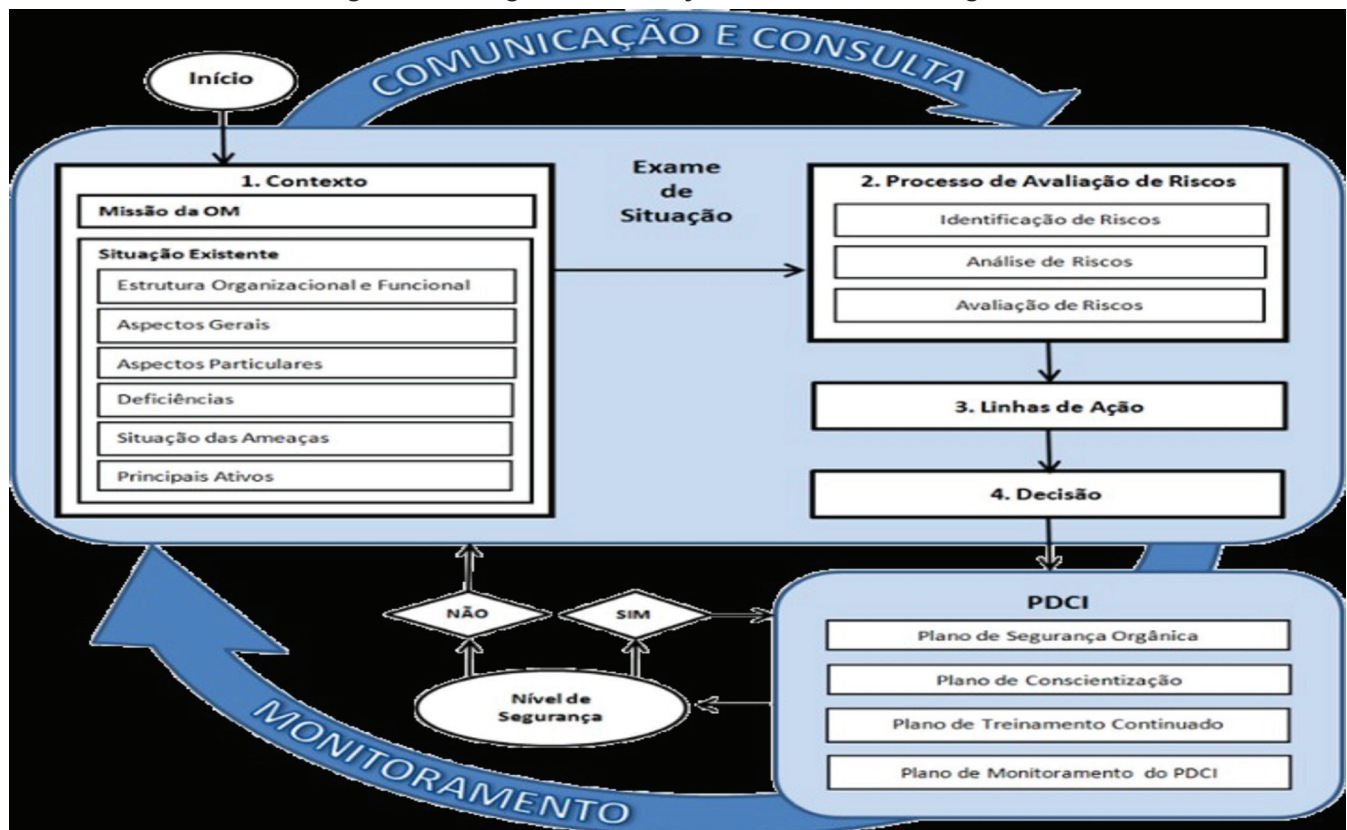 COMUNICAÇÃO E CONSULTA
Início
1. Contexto
Missão da OM
Situação Existente
Estrutura Organizacional e Funcional
Aspectos Gerais
Aspectos Particulares
Deficiências
Situação das Ameaças
Principais Ativos
Exame
de
Situação
2. Processo de Avaliação de Riscos
Identificação de Riscos
Análise de Riscos
Avaliação de Riscos
3. Linhas de Ação
4. Decisão
NÃO
SIM
Nível de
Segurança
PDCI
Plano de Segurança Orgânica
Plano de Conscientização
Plano de Treinamento Continuado
Plano de Monitoramento do PDCI
MONITORAMENTO